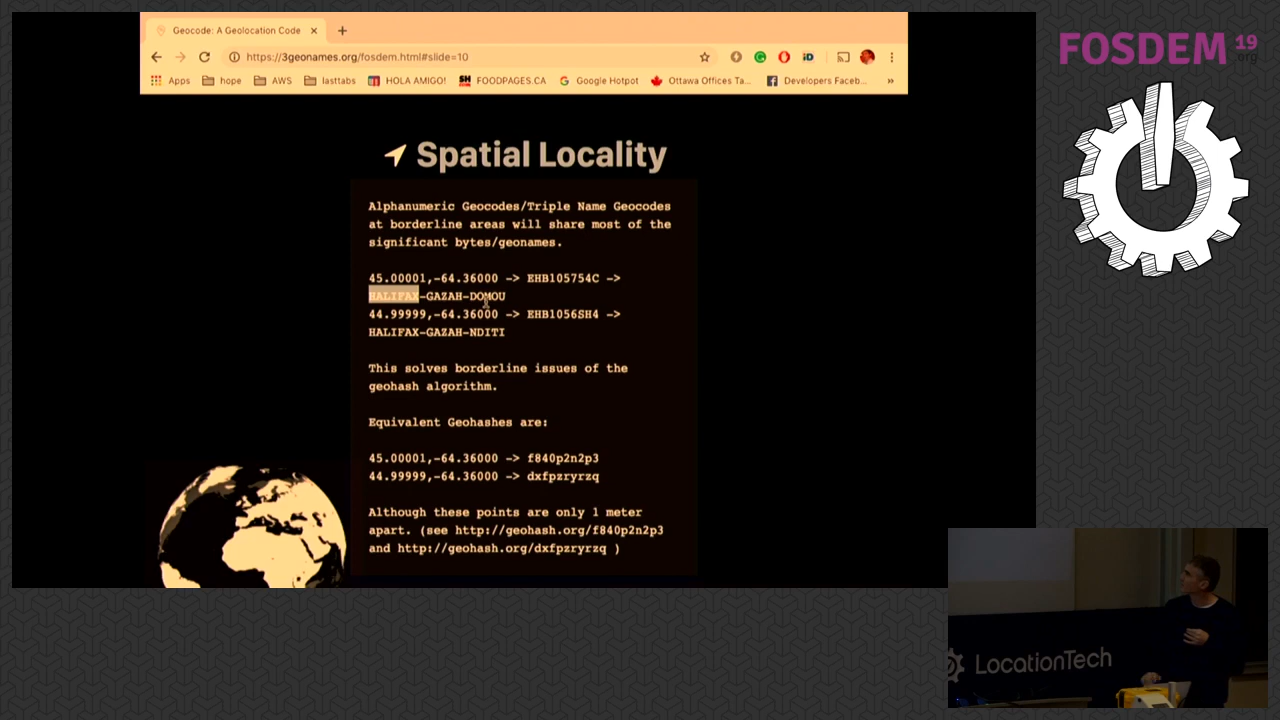 Geocode: A Geolocation Code
https://3geonames.org/fosdem.html#slide=10
Apps
hope
AWS
lasttabs
HOLA AMIGO!
FOODPAGES.CA
Google Hotpot
Ottawa Offices Ta...
Developers Faceb...
»
Spatial Locality
Alphanumeric Geocodes/Triple Name Geocodes
at borderline areas will share most of the
significant bytes/geonames.
45.00001,-64.36000 -> EHB105754C ->
HALIFAX-GAZAH-DOMOU
44.99999,-64.36000 -> EHB1056SH4 ->
HALIFAX-GAZAH-NDITI
This solves borderline issues of the
geohash algorithm.
Equivalent Geohashes are:
45.00001,-64.36000 -> f840p2n2p3
44.99999,-64.36000 -> dxfpzryrzq
Although these points are only 1 meter
apart. (see http://geohash.org/f840p2n2p3
and http://geohash.org/dxfpzryrzq )
FOSDEM 19
.org
LocationTech